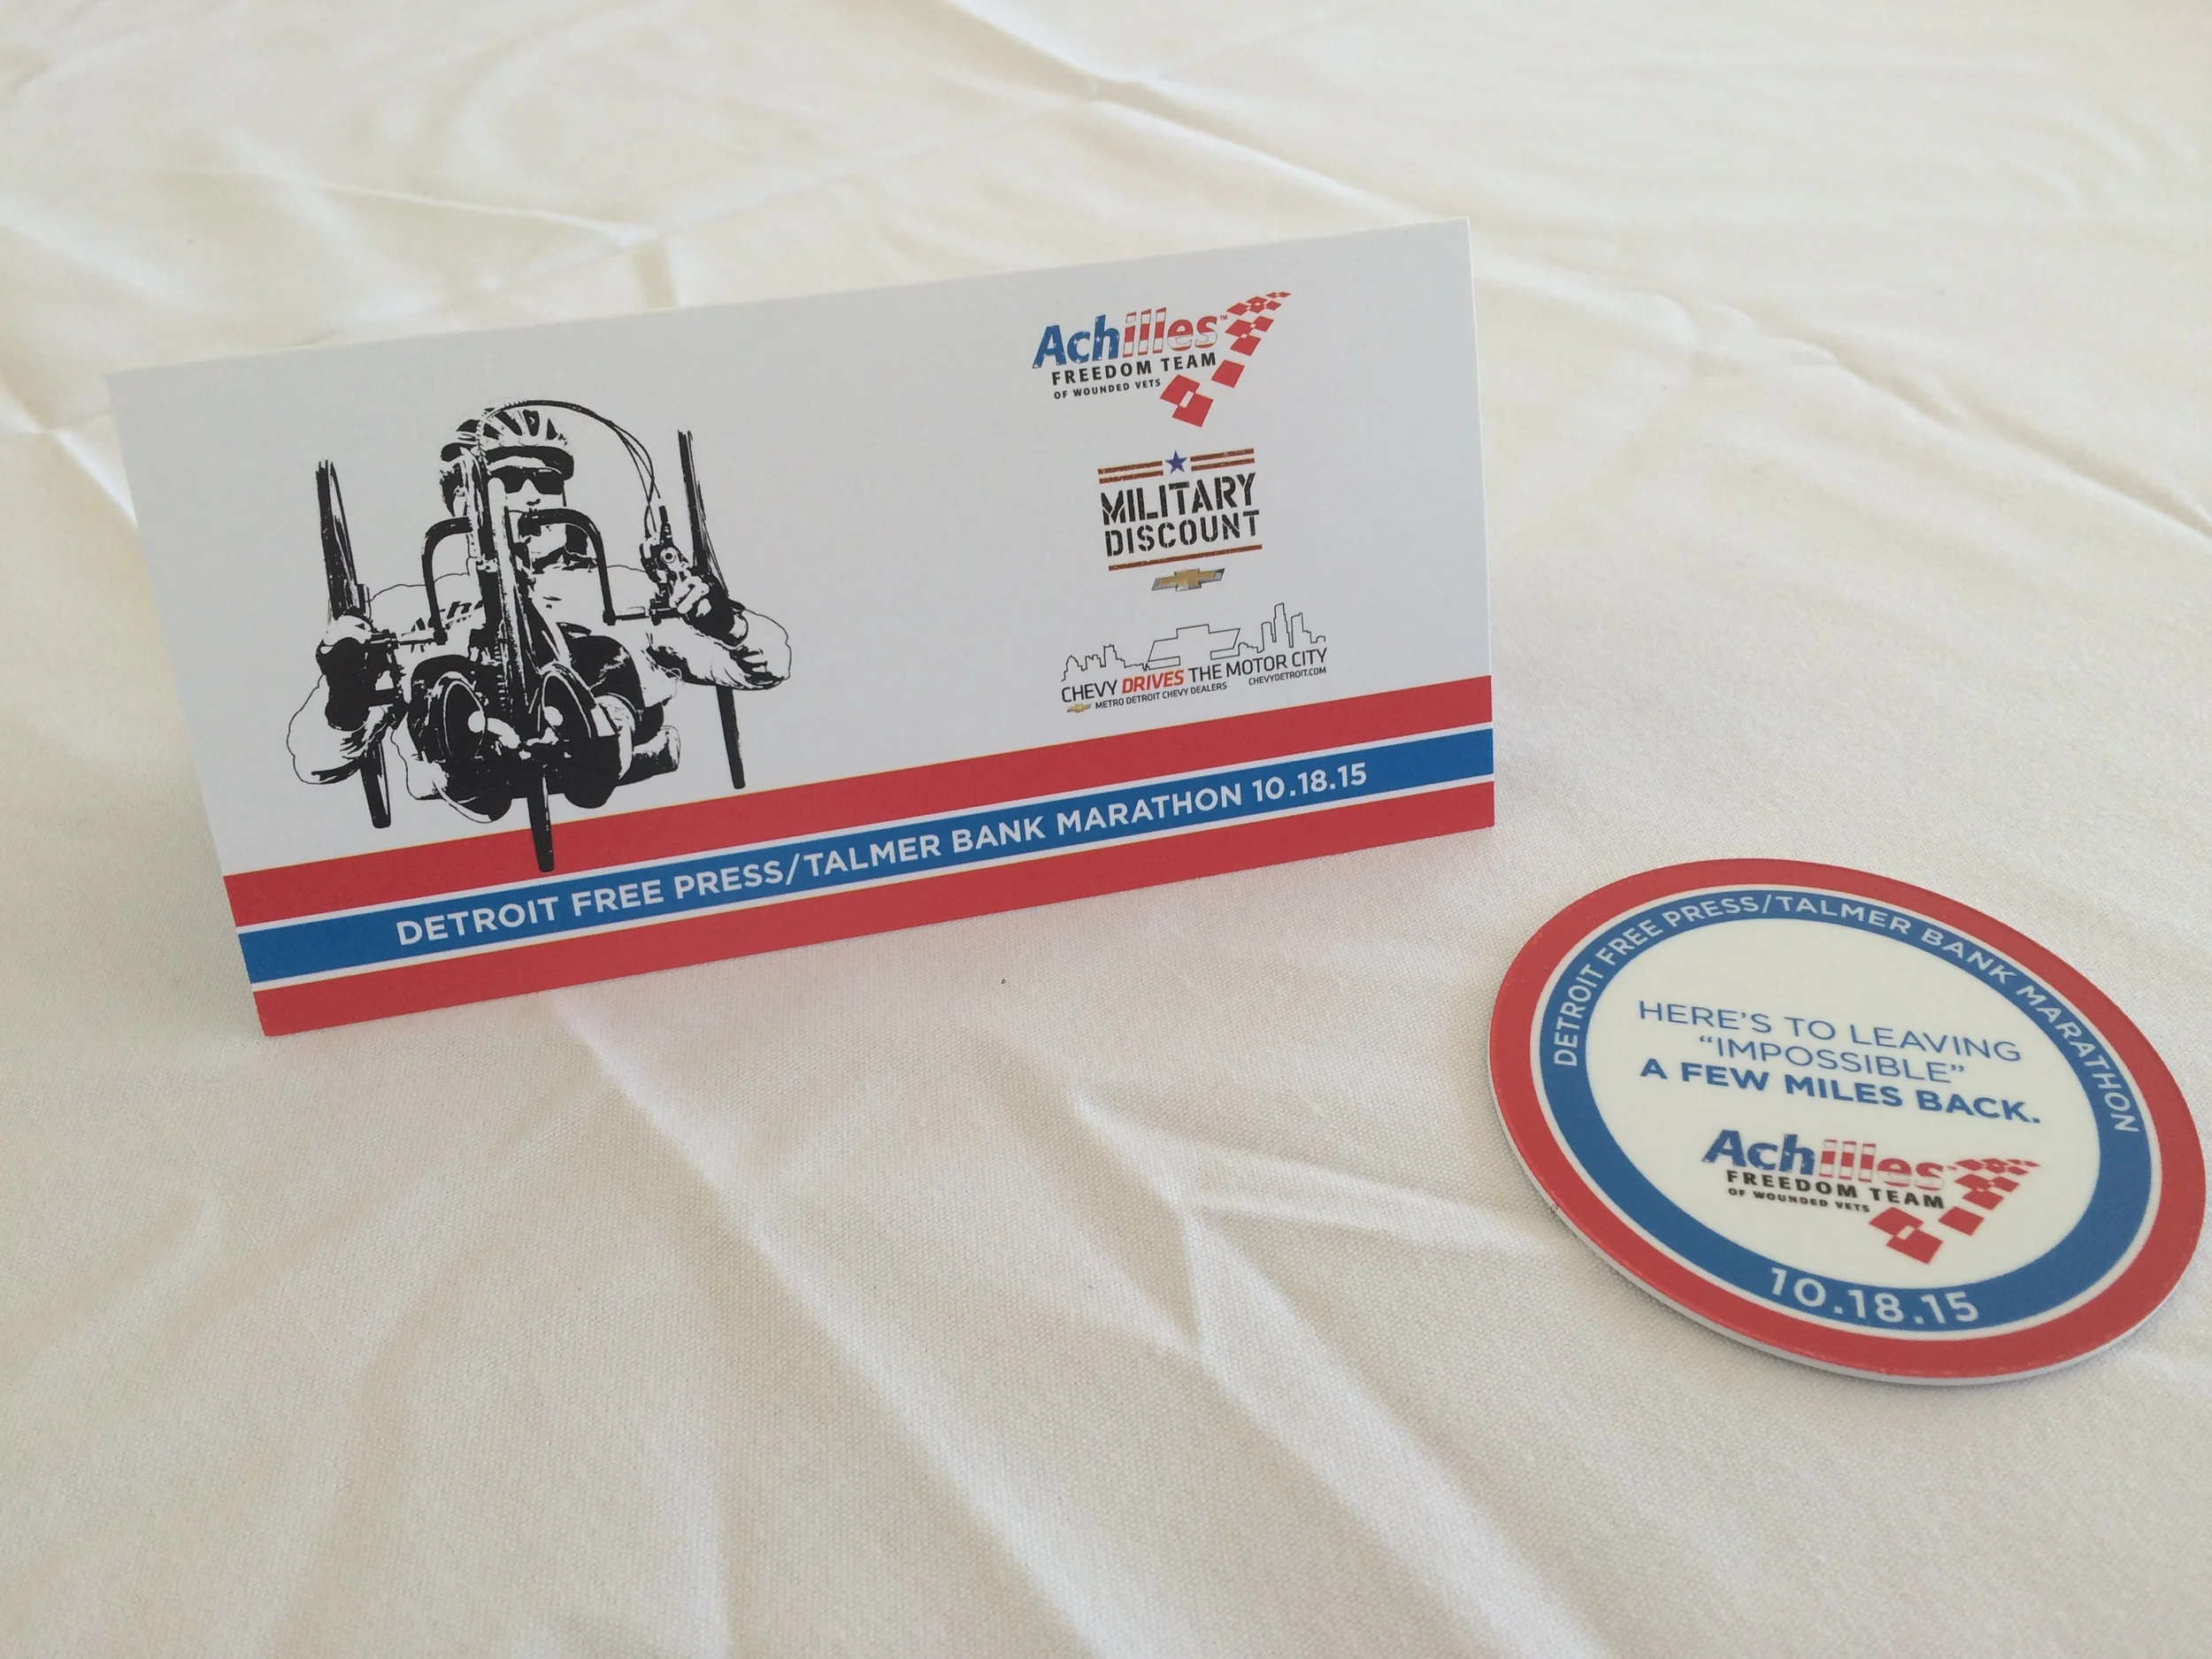 Achilles™
FREEDOM TEAM
OF WOUNDED VETS
MILITARY
DISCOUNT
CHEVY DRIVES THE MOTOR CITY
METRO DETROIT CHEVY DEALERS CHEVYDETROIT.COM
DETROIT FREE PRESS/TALMER BANK MARATHON 10.18.15
DETROIT FREE PRESS/TALMER BANK MARATHON
HERE'S TO LEAVING
"IMPOSSIBLE"
A FEW MILES BACK.
Achilles™
FREEDOM TEAM
OF WOUNDED VETS
10.18.15